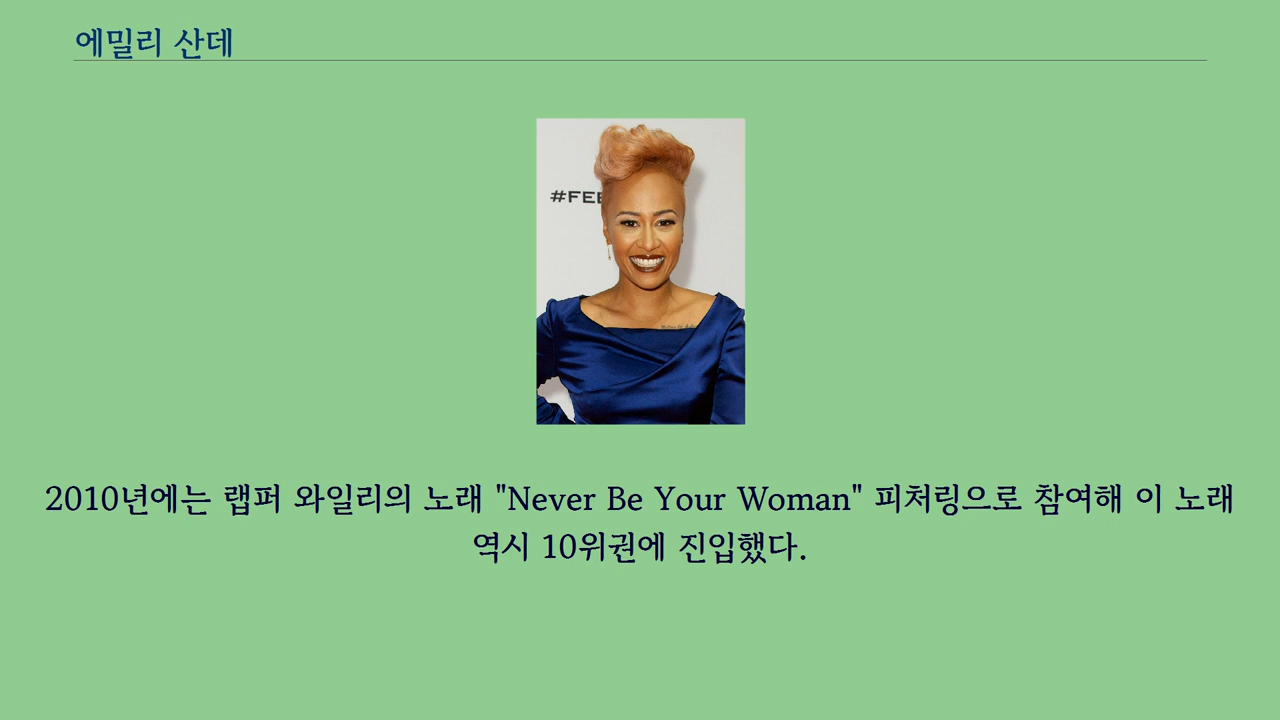 에밀리 산데
#FEE
2010년에는 랩퍼 와일리의 노래 "Never Be Your Woman" 피처링으로 참여해 이 노래
역시 10위권에 진입했다.